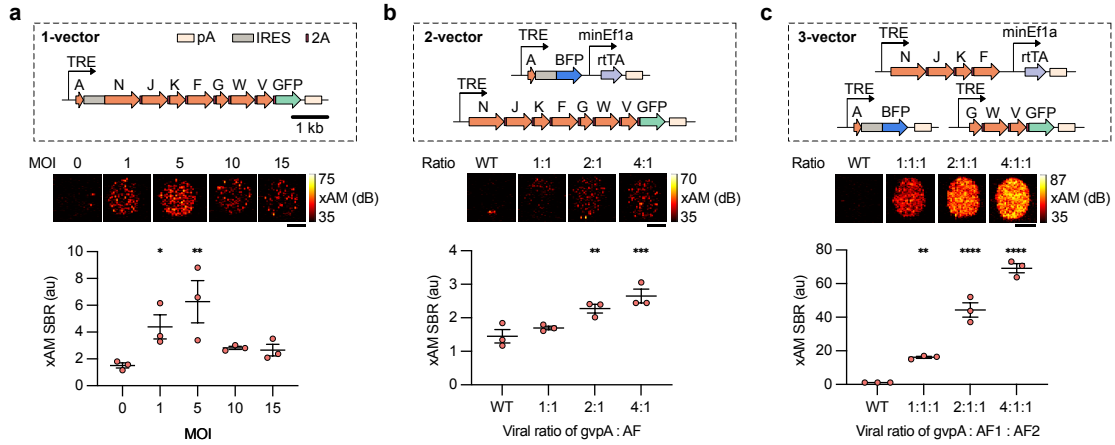 a
1-vector
pA
IRES
2A
TRE
A N J K F G W V GFP
1 kb
MOI 0 1 5 10 15
75
xAM (dB)
35
* **
10
8
6
4
2
0
xAM SBR (au)
0 1 5 10 15
MOI
b
2-vector
TRE minEf1a
A BFP rtTA
TRE
N J K F G W V GFP
Ratio WT 1:1 2:1 4:1
70
xAM (dB)
35
** ***
4
3
2
1
0
xAM SBR (au)
WT 1:1 2:1 4:1
Viral ratio of gvpA : AF
c
3-vector
TRE minEf1a
N J K F rtTA
TRE TRE
A BFP G W V GFP
Ratio WT 1:1:1 2:1:1 4:1:1
87
xAM (dB)
35
** **** ****
80
60
40
20
0
xAM SBR (au)
WT 1:1:1 2:1:1 4:1:1
Viral ratio of gvpA : AF1 : AF2